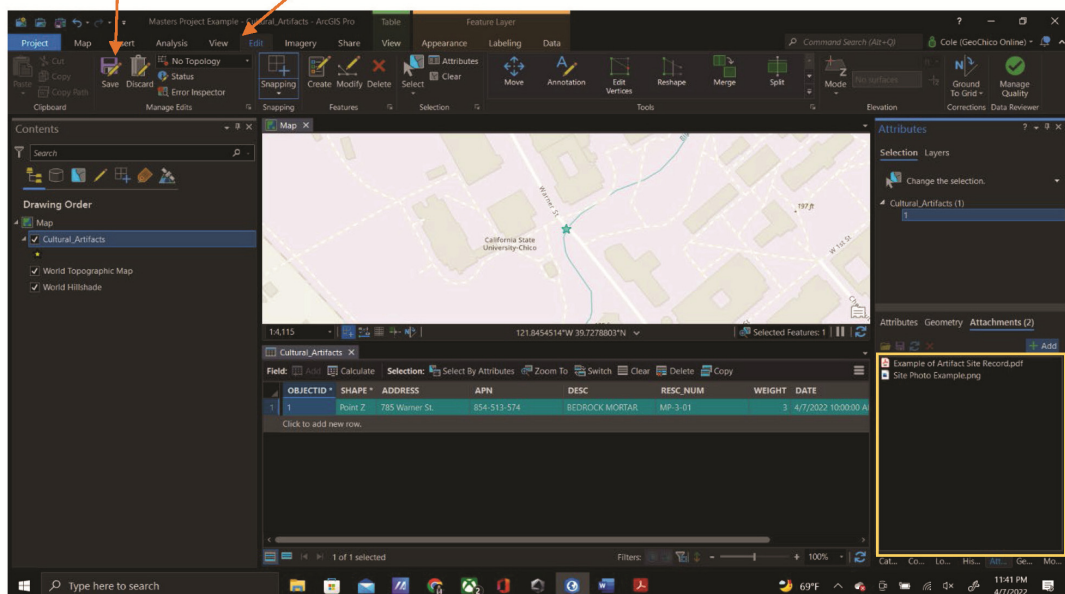 Masters Project Example - Cultural_Artifacts - ArcGIS Pro
Table
Feature Layer
?
Project Map Insert Analysis View Edit Imagery Share View Appearance Labeling Data
Command Search (Alt+Q)
Cole (GeoChico Online)
Paste
Cut
Copy
Copy Path
Clipboard
Save
Discard
No Topology
Status
Error Inspector
Manage Edits
Snapping
Snapping
Create
Modify
Delete
Features
Select
Attributes
Clear
Selection
Move
Annotation
Edit
Vertices
Reshape
Merge
Split
Tools
Mode
No surfaces
Elevation
Ground
To Grid
Corrections
Manage
Quality
Data Reviewer
Contents
Search
Drawing Order
Map
Cultural_Artifacts
World Topographic Map
World Hillshade
Map
Warner St
California State
University-Chico
197 ft
W 1st St
1:4,115
121.8454514°W 39.7278803°N
Selected Features: 1
Cultural_Artifacts
Field: Add Calculate Selection: Select By Attributes Zoom To Switch Clear Delete Copy
OBJECTID * SHAPE * ADDRESS APN DESC RESC_NUM WEIGHT DATE
1 1 Point Z 785 Warner St. 854-513-574 BEDROCK MORTAR MP-3-01 3 4/7/2022 10:00:00 A
Click to add new row.
1 of 1 selected
Filters:
100%
Attributes
?
Selection Layers
Change the selection.
Cultural_Artifacts (1)
1
Attributes Geometry Attachments (2)
Add
Example of Artifact Site Record.pdf
Site Photo Example.png
Cat... Co... Lo... His... Att... Ge... Mo...
Type here to search
69°F
11:41 PM
4/7/2022